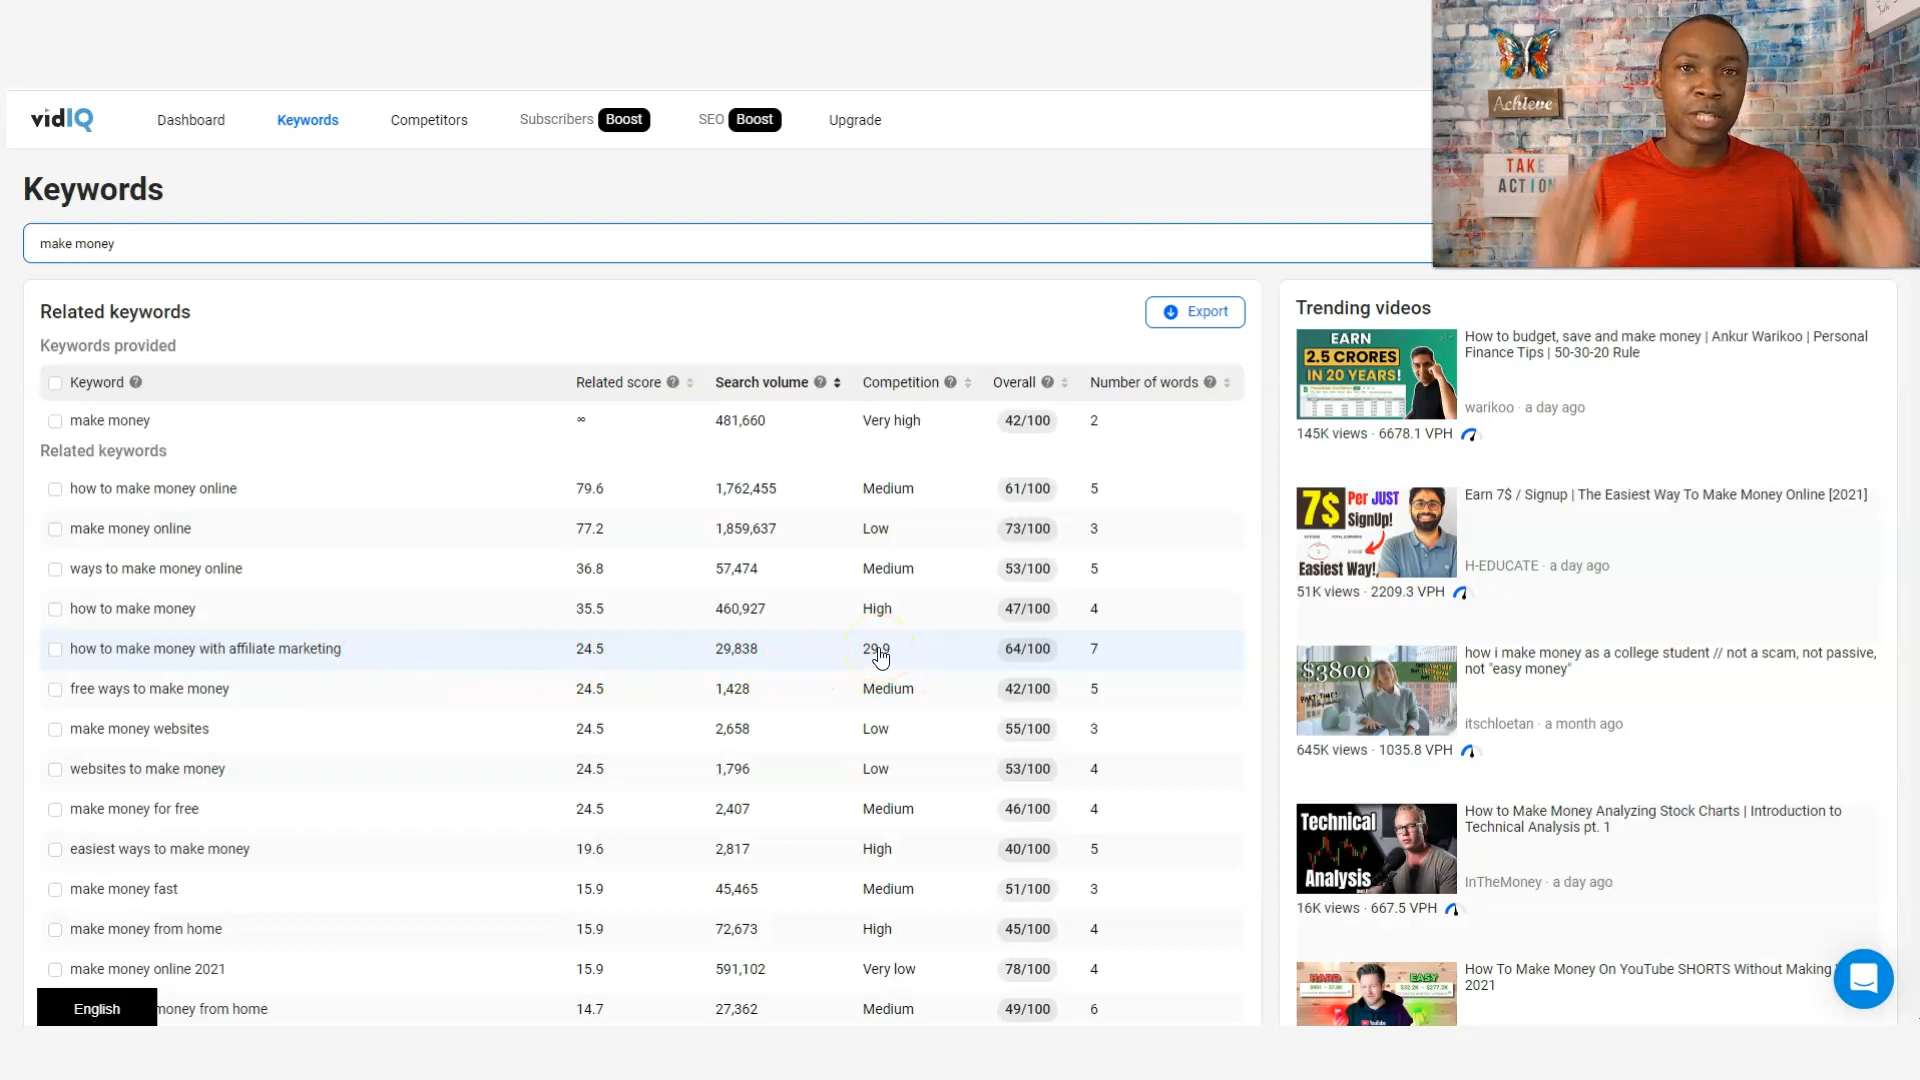 vidIQ
Dashboard
Keywords
Competitors
Subscribers Boost
SEO Boost
Upgrade
Achieve
TAKE
ACTION
Keywords
make money
Related keywords
Export
Keywords provided
Keyword Related score Search volume Competition Overall Number of words
make money ∞ 481,660 Very high 42/100 2
Related keywords
how to make money online 79.6 1,762,455 Medium 61/100 5
make money online 77.2 1,859,637 Low 73/100 3
ways to make money online 36.8 57,474 Medium 53/100 5
how to make money 35.5 460,927 High 47/100 4
how to make money with affiliate marketing 24.5 29,838 29.9 64/100 7
free ways to make money 24.5 1,428 Medium 42/100 5
make money websites 24.5 2,658 Low 55/100 3
websites to make money 24.5 1,796 Low 53/100 4
make money for free 24.5 2,407 Medium 46/100 4
easiest ways to make money 19.6 2,817 High 40/100 5
make money fast 15.9 45,465 Medium 51/100 3
make money from home 15.9 72,673 High 45/100 4
make money online 2021 15.9 591,102 Very low 78/100 4
money from home 14.7 27,362 Medium 49/100 6
English
Trending videos
EARN
2.5 CRORES
IN 20 YEARS!
How to budget, save and make money | Ankur Warikoo | Personal
Finance Tips | 50-30-20 Rule
warikoo · a day ago
145K views · 6678.1 VPH
7$ Per JUST
SignUp!
Easiest Way!
Earn 7$ / Signup | The Easiest Way To Make Money Online [2021]
H-EDUCATE · a day ago
51K views · 2209.3 VPH
$3800
how i make money as a college student // not a scam, not passive,
not "easy money"
itschloetan · a month ago
645K views · 1035.8 VPH
Technical
Analysis
How to Make Money Analyzing Stock Charts | Introduction to
Technical Analysis pt. 1
InTheMoney · a day ago
16K views · 667.5 VPH
HARD
EASY
How To Make Money On YouTube SHORTS Without Making
2021